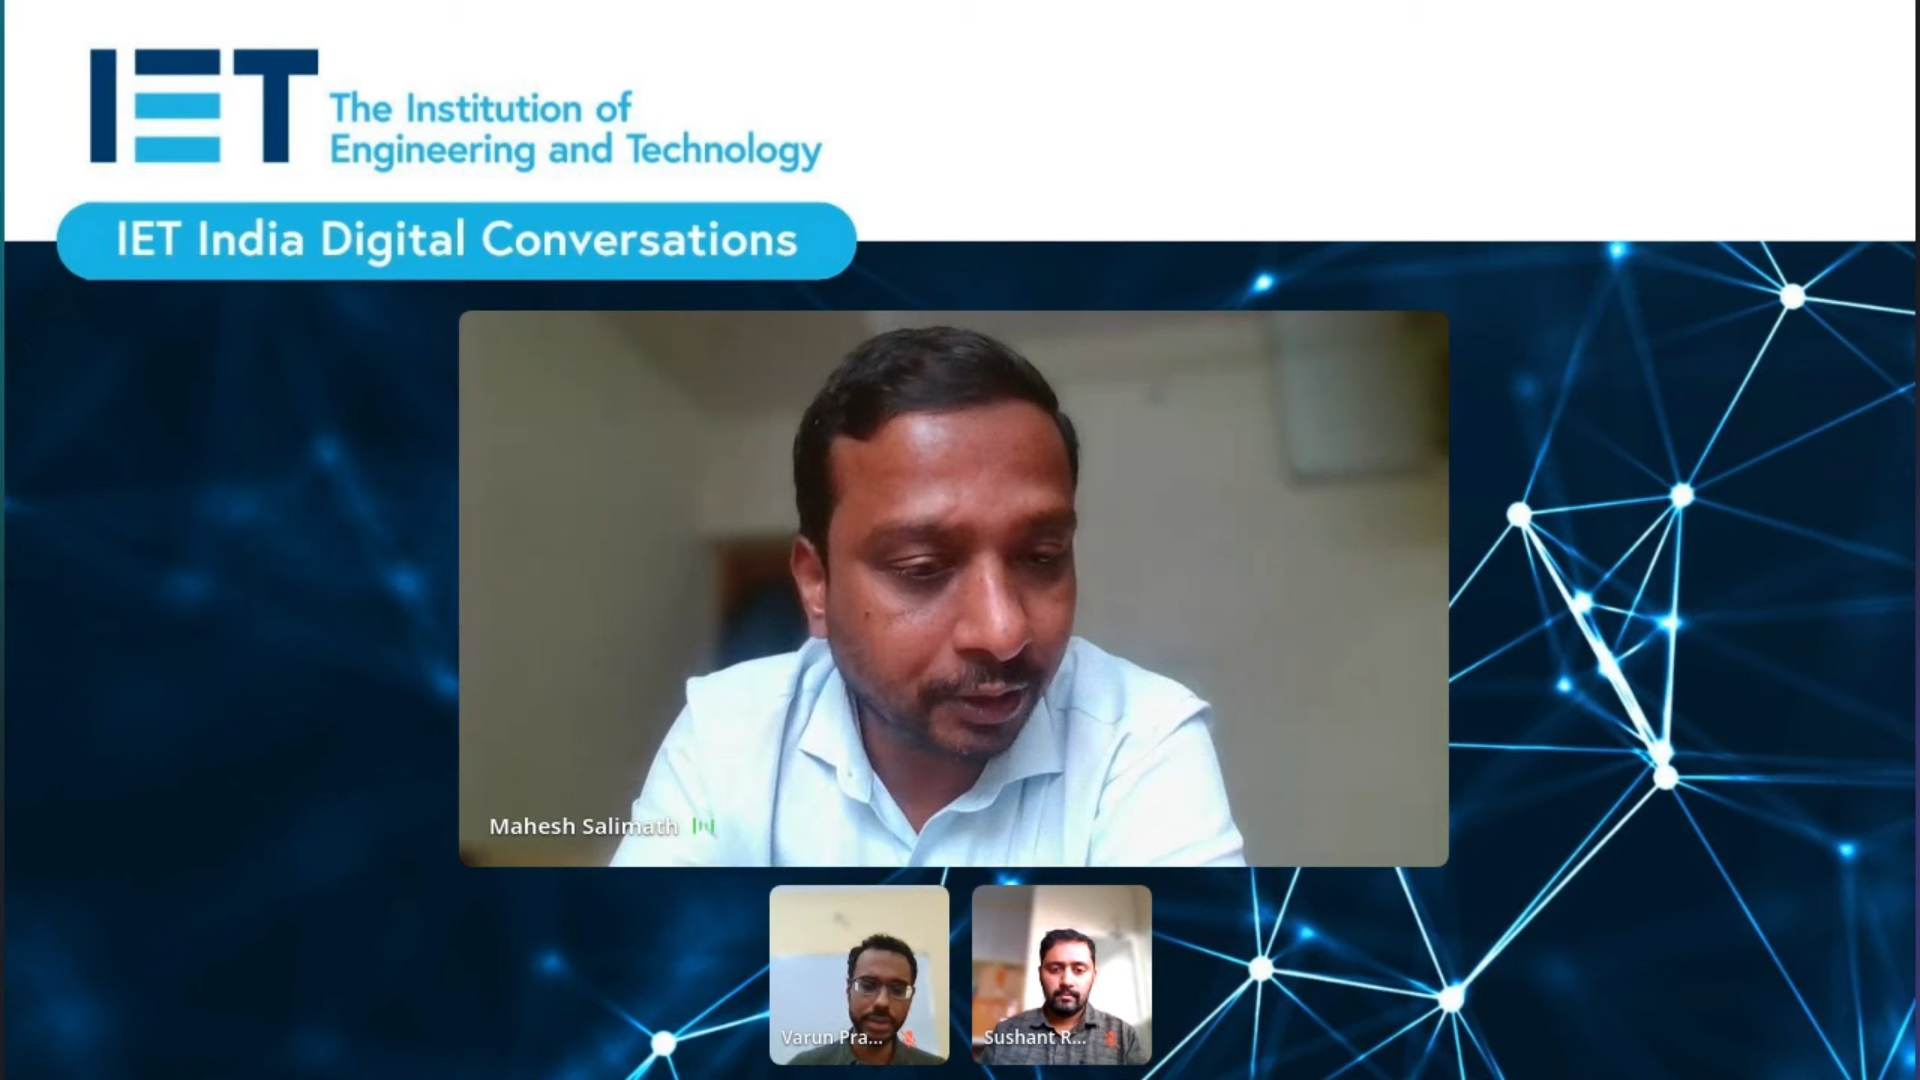 IET
The Institution of
Engineering and Technology
IET India Digital Conversations
Mahesh Salimath
Varun Pra...
Sushant R...